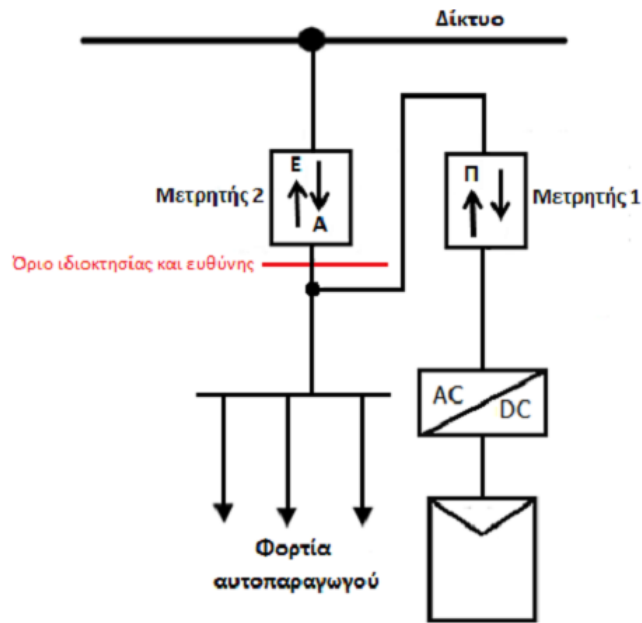 Δίκτυο
Ε
Α
Μετρητής 2
Π
Μετρητής 1
Όριο ιδιοκτησίας και ευθύνης
AC
DC
Φορτία
αυτοπαραγωγού